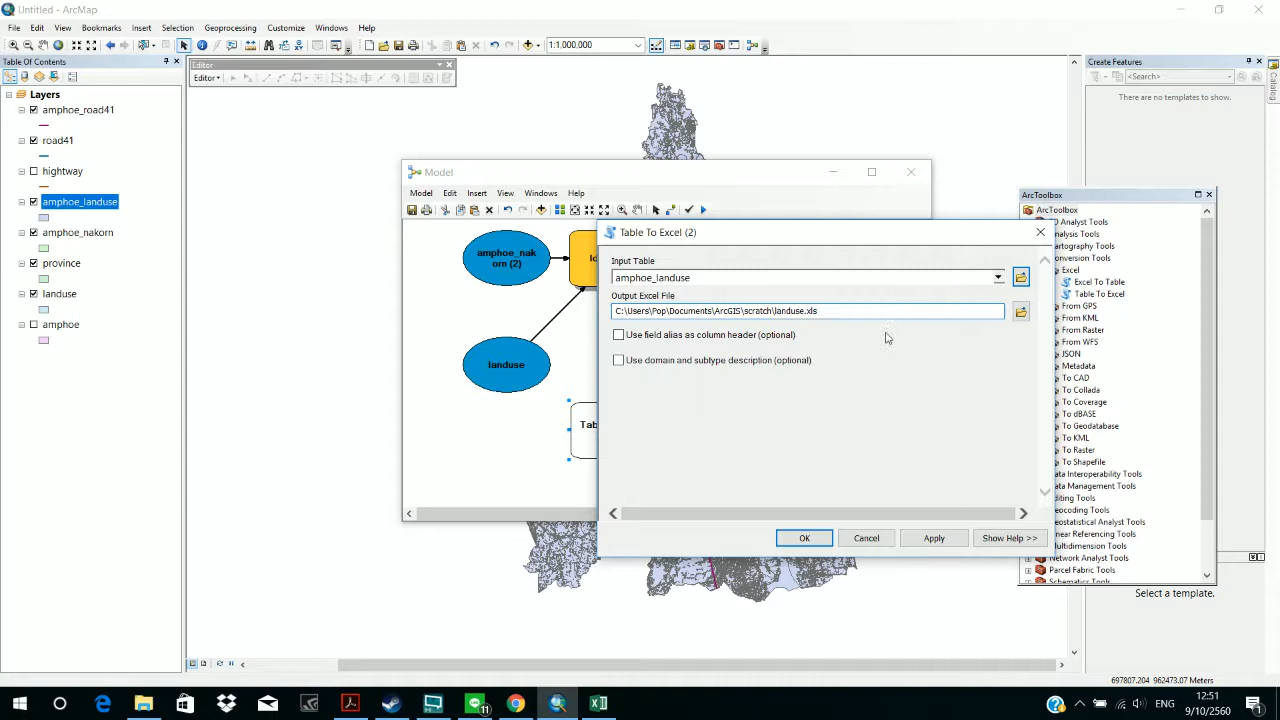 Untitled - ArcMap
File Edit View Bookmarks Insert Selection Geoprocessing Customize Windows Help
1:1,000,000
Table Of Contents
Layers
amphoe_road41
road41
hightway
amphoe_landuse
amphoe_nakorn
province
landuse
amphoe
Editor
Editor
Model
Model Edit Insert View Windows Help
amphoe_nak
orn (2)
landuse
Tab
Table To Excel (2)
Input Table
amphoe_landuse
Output Excel File
C:\Users\Pop\Documents\ArcGIS\scratch\landuse.xls
Use field alias as column header (optional)
Use domain and subtype description (optional)
OK Cancel Apply Show Help >>
Create Features
<Search>
There are no templates to show.
Catalog
ArcToolbox
ArcToolbox
D Analyst Tools
nalysis Tools
artography Tools
onversion Tools
Excel
Excel To Table
Table To Excel
From GPS
From KML
From Raster
From WFS
JSON
Metadata
To CAD
To Collada
To Coverage
To dBASE
To Geodatabase
To KML
To Raster
To Shapefile
ata Interoperability Tools
ata Management Tools
diting Tools
eocoding Tools
eostatistical Analyst Tools
near Referencing Tools
ultidimension Tools
Network Analyst Tools
Parcel Fabric Tools
Schematics Tools
Select a template.
697807.204 962473.07 Meters
11
ENG
12:51
9/10/2560
1